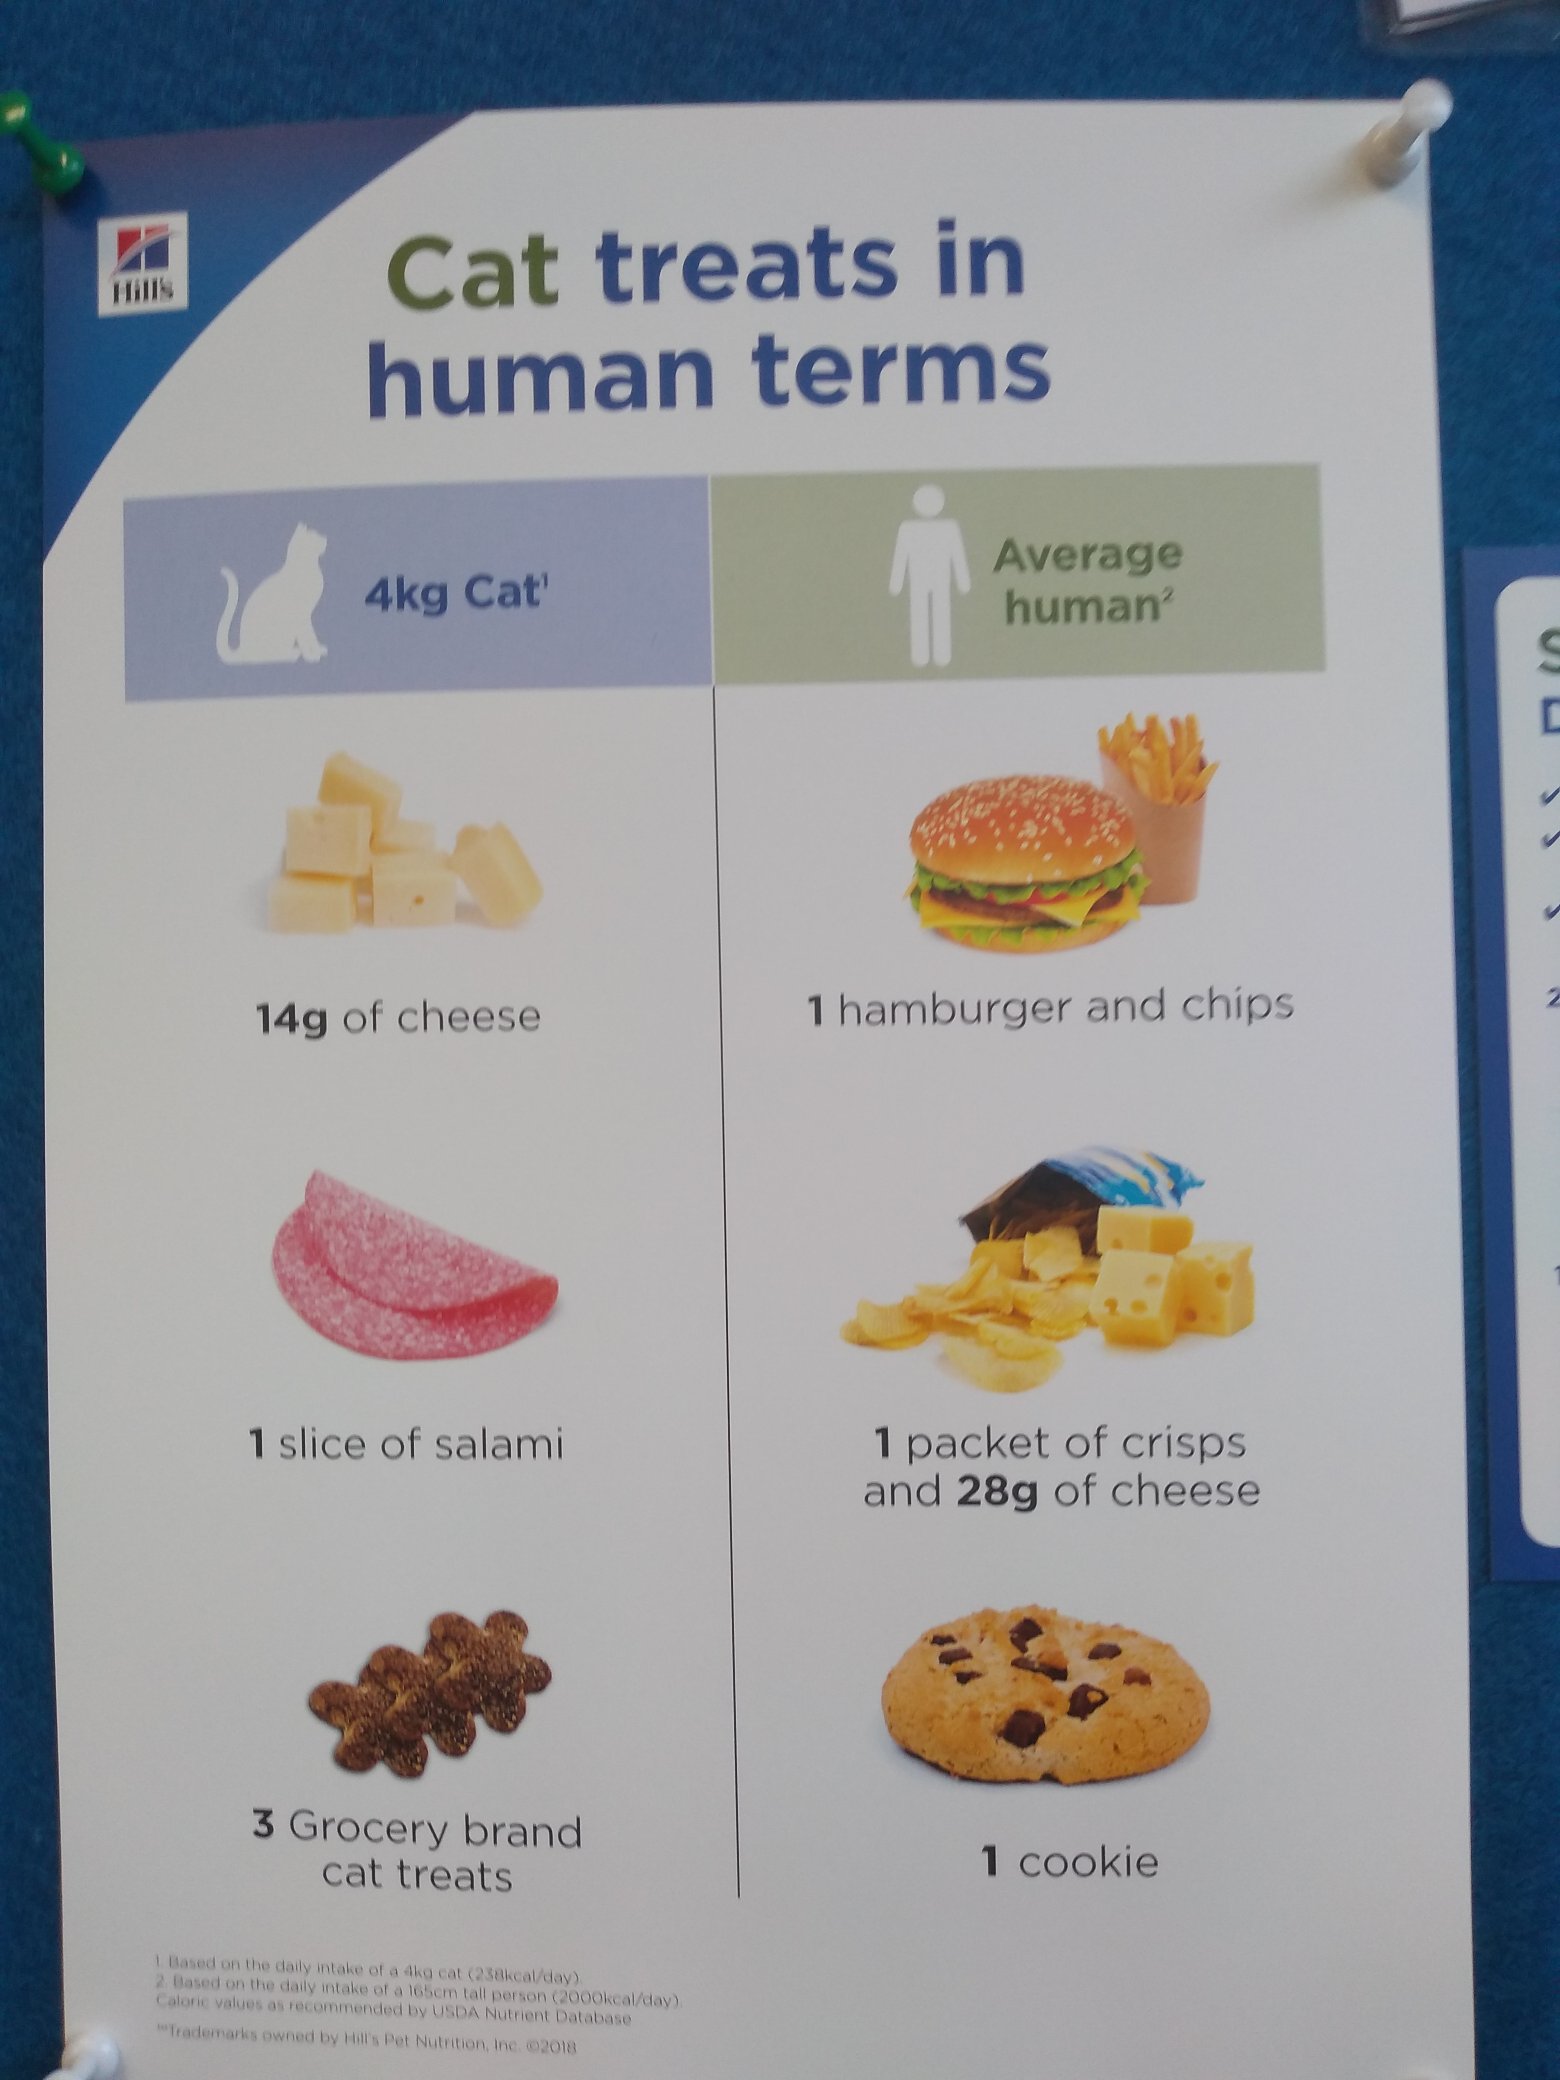 Hill's
Cat treats in
human terms
4kg Cat¹
Average
human²
14g of cheese
1 hamburger and chips
1 slice of salami
1 packet of crisps
and 28g of cheese
3 Grocery brand
cat treats
1 cookie
1. Based on the daily intake of a 4kg cat (238kcal/day).
2. Based on the daily intake of a 165cm tall person (2000kcal/day).
Caloric values as recommended by USDA Nutrient Database
™Trademarks owned by Hill's Pet Nutrition, Inc. ©2018
S
D
2